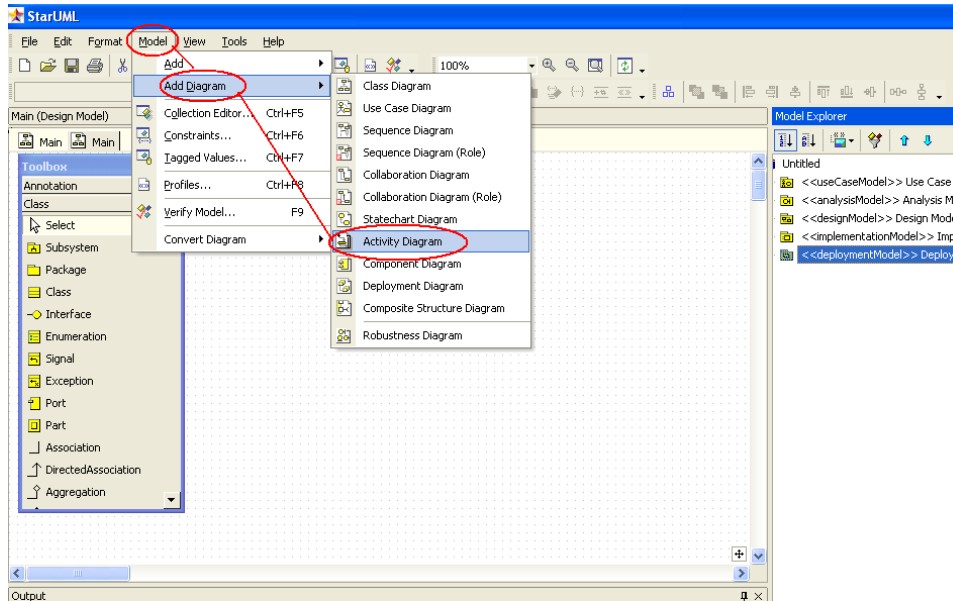 StarUML
File Edit Format Model View Tools Help
100%
Main (Design Model)
Main Main
Toolbox
Annotation
Class
Select
Subsystem
Package
Class
Interface
Enumeration
Signal
Exception
Port
Part
Association
DirectedAssociation
Aggregation
Add
Add Diagram
Collection Editor... Ctrl+F5
Constraints... Ctrl+F6
Tagged Values... Ctrl+F7
Profiles... Ctrl+F8
Verify Model... F9
Convert Diagram
Class Diagram
Use Case Diagram
Sequence Diagram
Sequence Diagram (Role)
Collaboration Diagram
Collaboration Diagram (Role)
Statechart Diagram
Activity Diagram
Component Diagram
Deployment Diagram
Composite Structure Diagram
Robustness Diagram
Model Explorer
Untitled
<<useCaseModel>> Use Case
<<analysisModel>> Analysis M
<<designModel>> Design Mode
<<implementationModel>> Imp
<<deploymentModel>> Deploy
Output